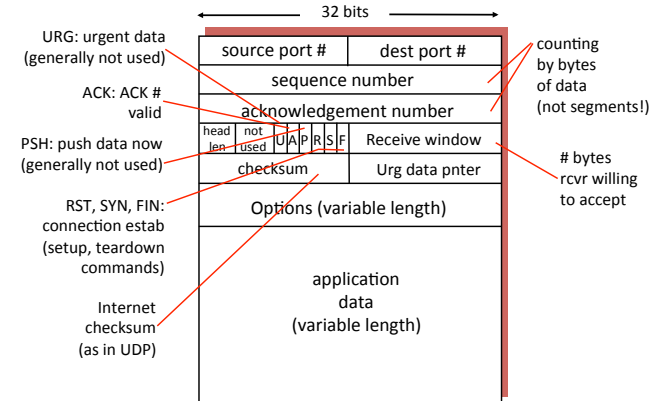 32 bits
URG: urgent data
(generally not used)
ACK: ACK #
valid
PSH: push data now
(generally not used)
RST, SYN, FIN:
connection estab
(setup, teardown
commands)
Internet
checksum
(as in UDP)
source port #
dest port #
sequence number
acknowledgement number
head
len
not
used
U
A
P
R
S
F
Receive window
checksum
Urg data pnter
Options (variable length)
application
data
(variable length)
counting
by bytes
of data
(not segments!)
# bytes
rcvr willing
to accept